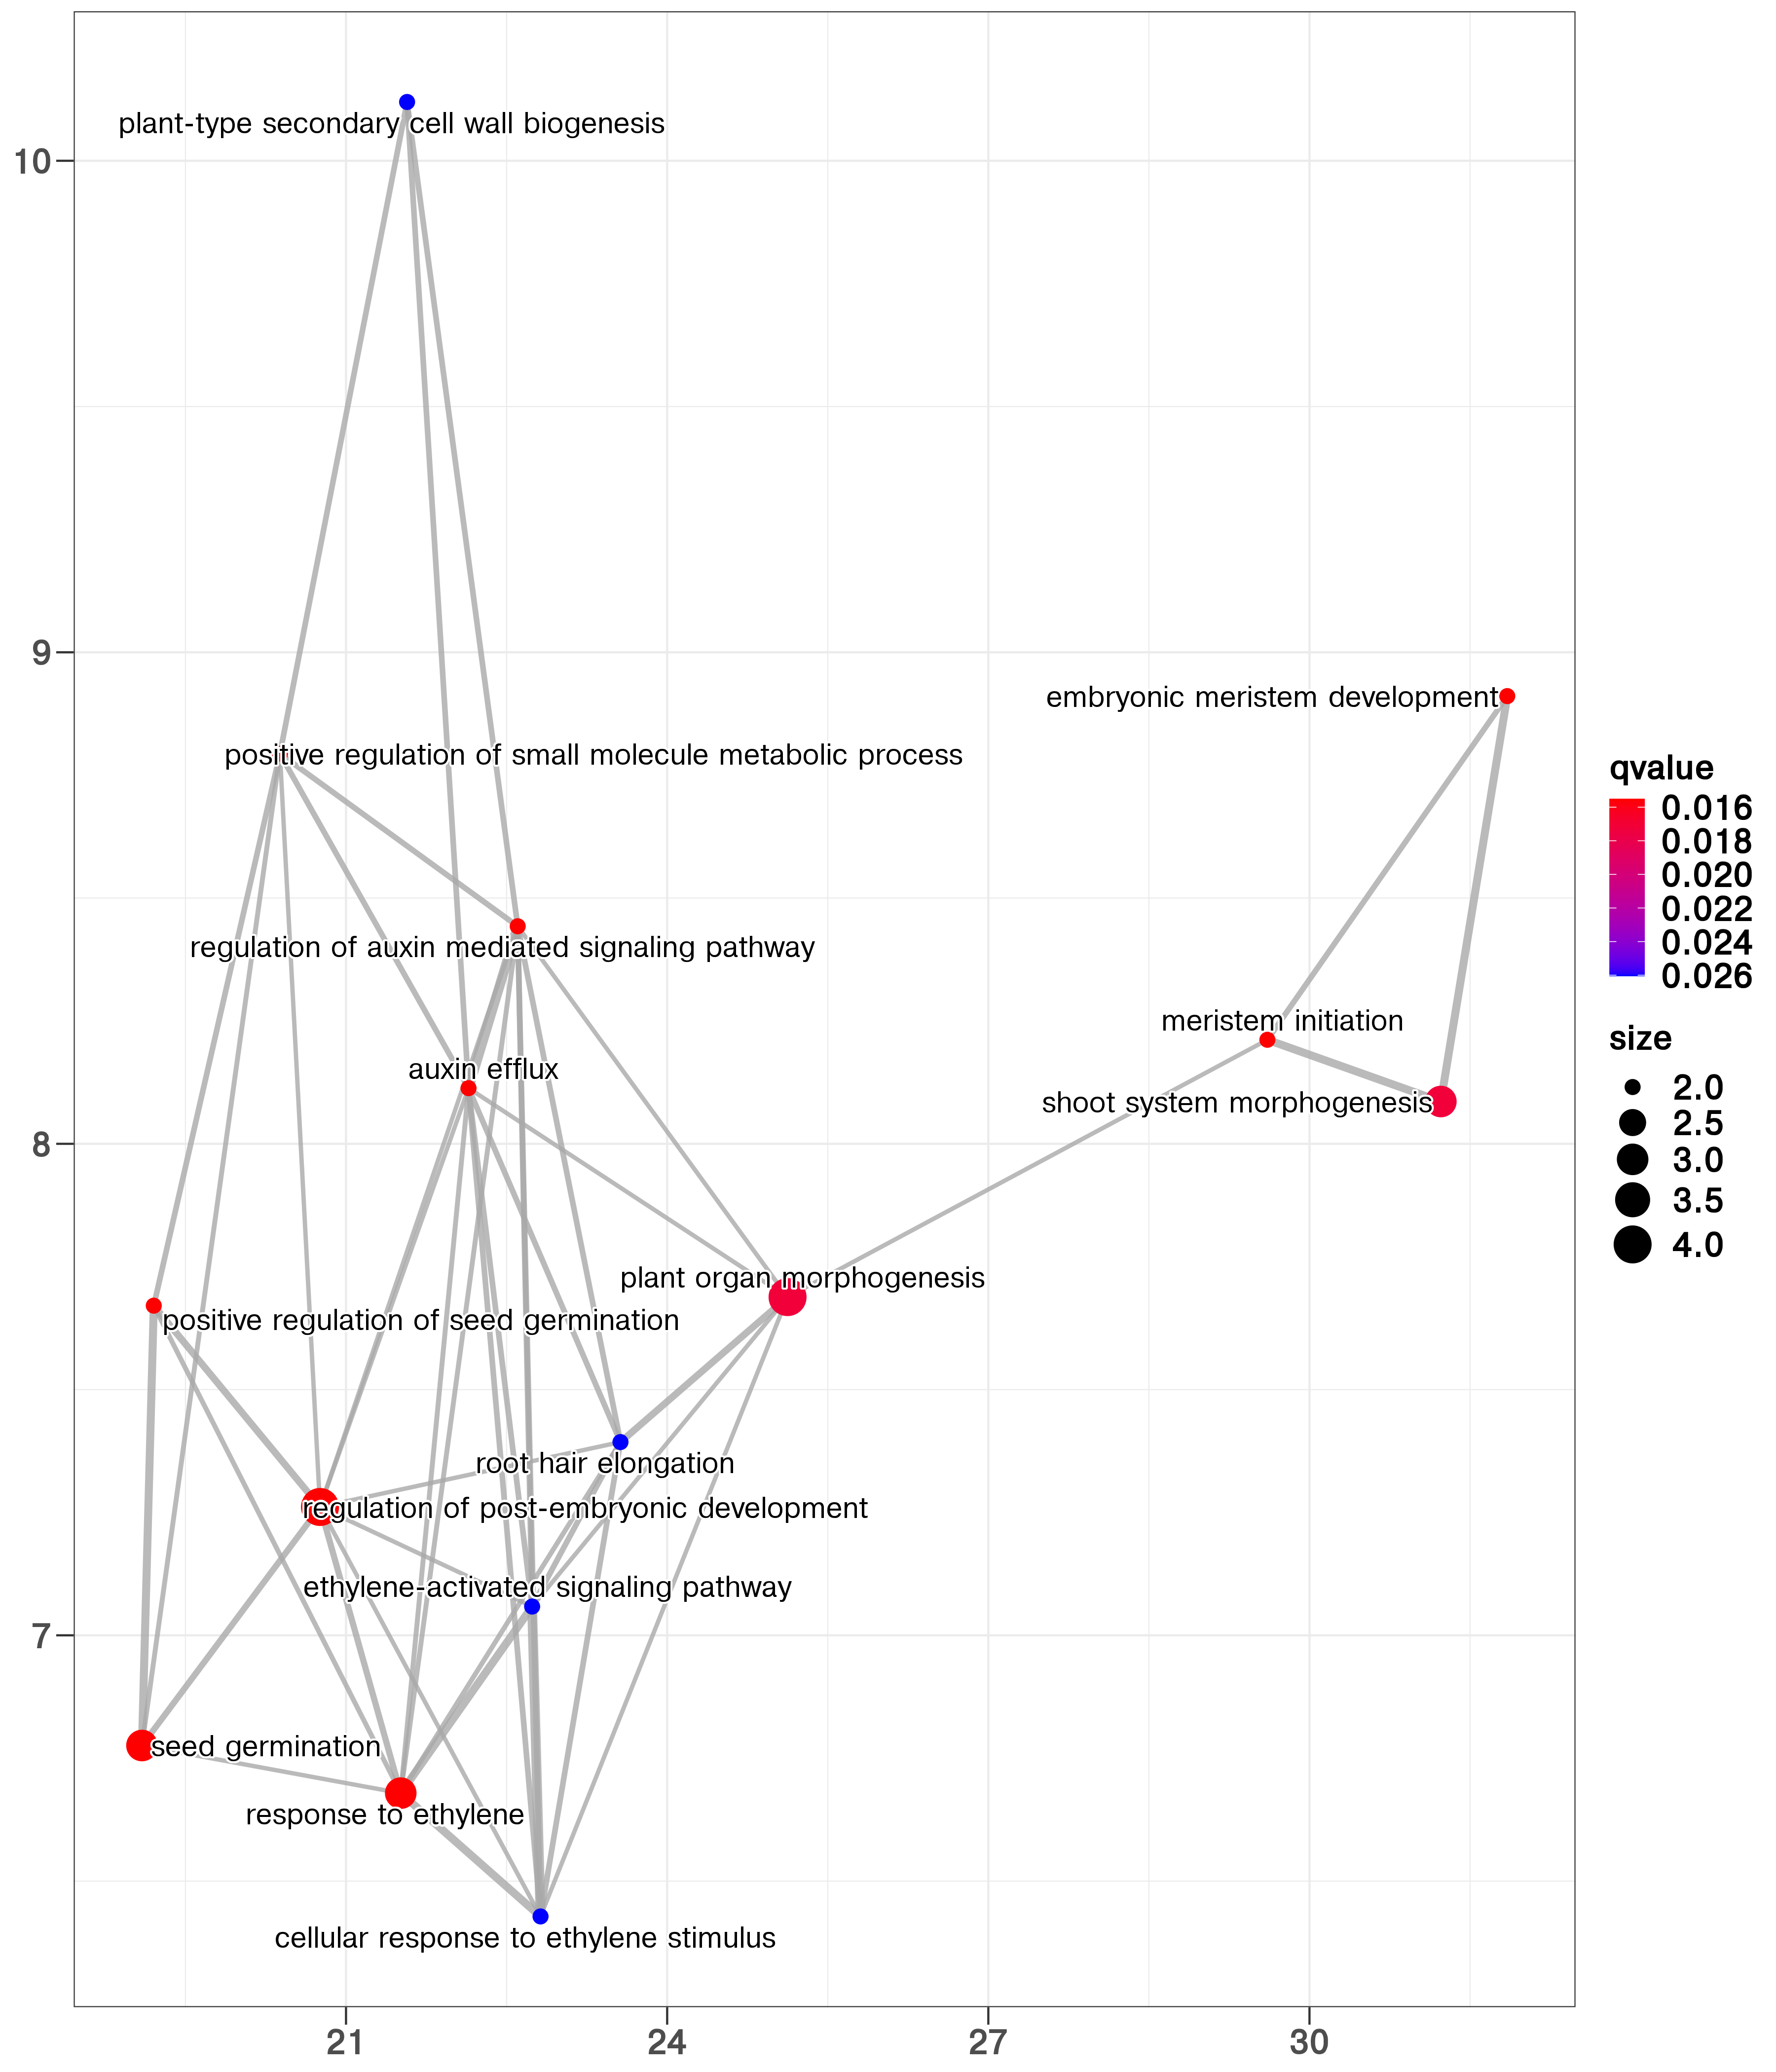 plant-type secondary cell wall biogenesis
10
9
embryonic meristem development
positive regulation of small molecule metabolic process
qvalue
0.016
0.018
0.020
0.022
0.024
0.026
regulation of auxin mediated signaling pathway
meristem initiation
size
auxin efflux
shoot system morphogenesis
2.0
2.5
3.0
3.5
4.0
8
plant organ morphogenesis
positive regulation of seed germination
root hair elongation
regulation of post-embryonic development
ethylene-activated signaling pathway
7
seed germination
response to ethylene
cellular response to ethylene stimulus
21
24
27
30